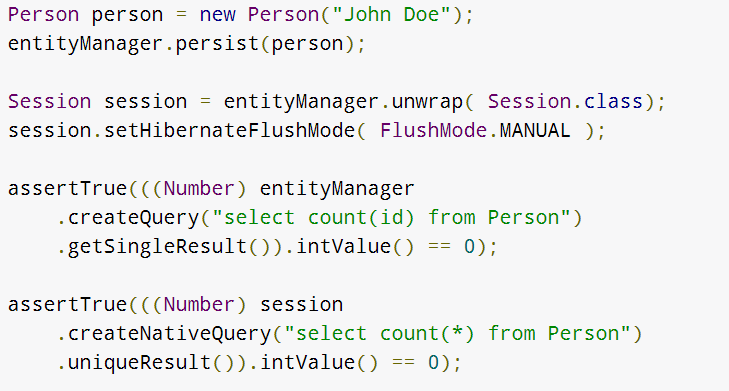 Person person = new Person("John Doe");
entityManager.persist(person);

Session session = entityManager.unwrap( Session.class);
session.setHibernateFlushMode( FlushMode.MANUAL );

assertTrue(((Number) entityManager
    .createQuery("select count(id) from Person")
    .getSingleResult()).intValue() == 0);

assertTrue(((Number) session
    .createNativeQuery("select count(*) from Person")
    .uniqueResult()).intValue() == 0);